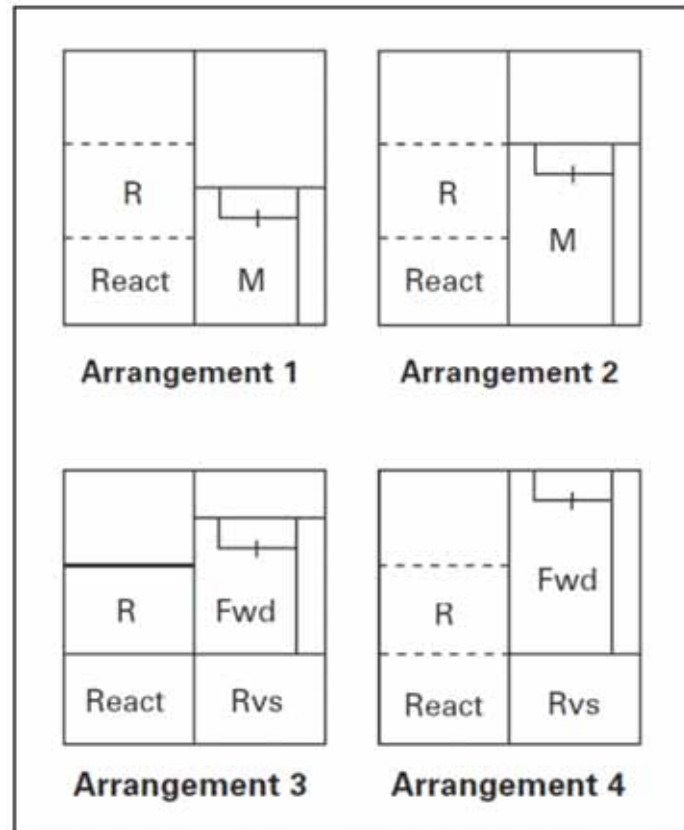 R
React
M
Arrangement 1
R
React
M
Arrangement 2
R
Fwd
React
Rvs
Arrangement 3
R
Fwd
React
Rvs
Arrangement 4